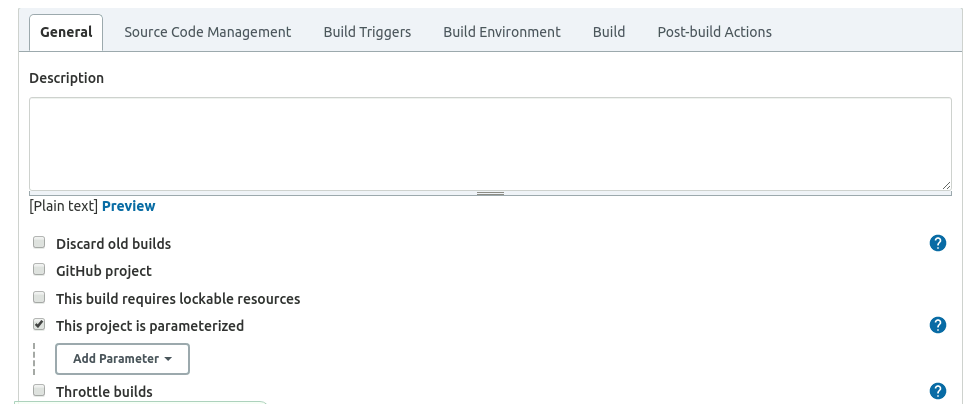 General Source Code Management Build Triggers Build Environment Build Post-build Actions
Description
[Plain text] Preview
Discard old builds ?
GitHub project
This build requires lockable resources
This project is parameterized ?
Add Parameter
Throttle builds ?